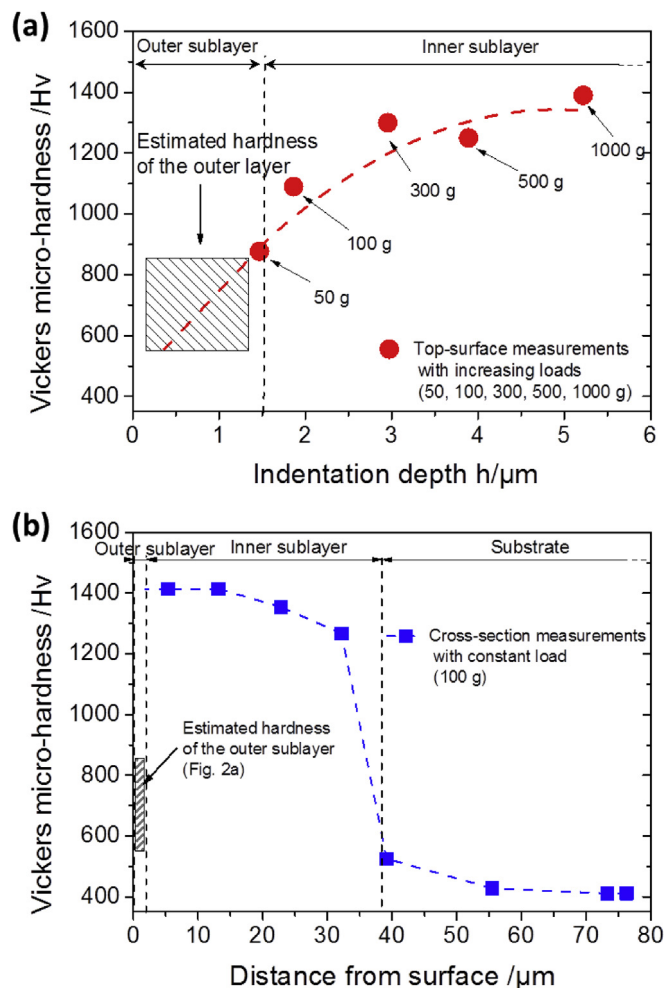 (a)
1600
1400
1200
1000
800
600
400
Vickers micro-hardness /Hv
Outer sublayer
Inner sublayer
Estimated hardness
of the outer layer
50 g
100 g
300 g
500 g
1000 g
Top-surface measurements
with increasing loads
(50, 100, 300, 500, 1000 g)
0 1 2 3 4 5 6
Indentation depth h/µm
(b)
1600
1400
1200
1000
800
600
400
Vickers micro-hardness /Hv
Outer sublayer
Inner sublayer
Substrate
Cross-section measurements
with constant load
(100 g)
Estimated hardness
of the outer sublayer
(Fig. 2a)
0 10 20 30 40 50 60 70 80
Distance from surface /µm